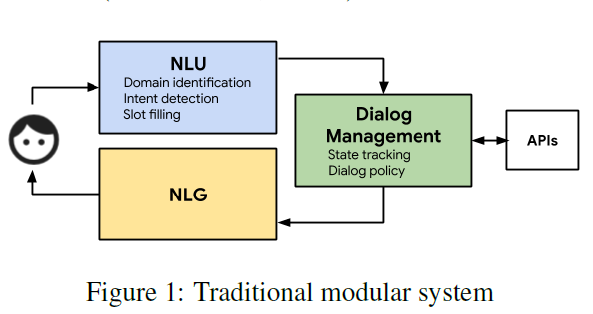 NLU
Domain identification
Intent detection
Slot filling
Dialog
Management
State tracking
Dialog policy
APIs
NLG
Figure 1: Traditional modular system